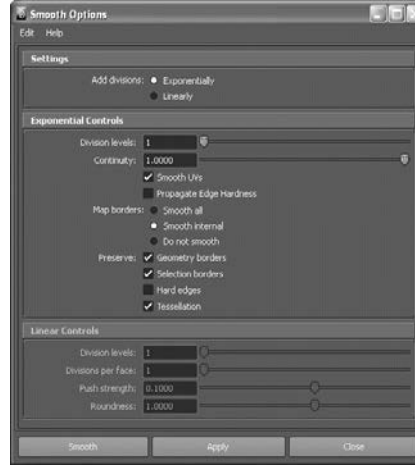 Smooth Options
Edit Help
Settings
Add divisions: Exponentially
Linearly
Exponential Controls
Division levels: 1
Continuity: 1.0000
Smooth UVs
Propagate Edge Hardness
Map borders: Smooth all
Smooth internal
Do not smooth
Preserve: Geometry borders
Selection borders
Hard edges
Tessellation
Linear Controls
Division levels: 1
Divisions per face: 1
Push strength: 0.1000
Roundness: 1.0000
Smooth Apply Close